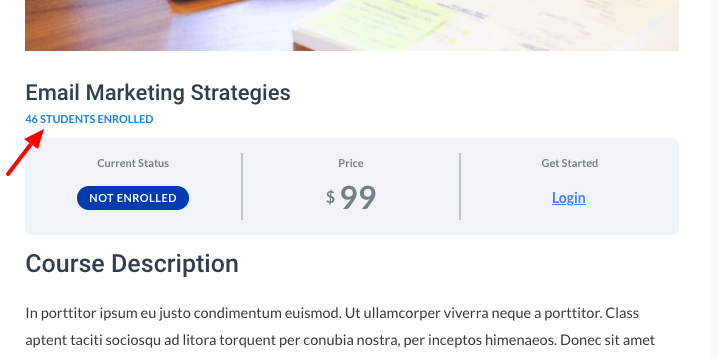 Email Marketing Strategies
46 STUDENTS ENROLLED
Current Status
Price
Get Started
NOT ENROLLED
$ 99
Login
Course Description
In porttitor ipsum eu justo condimentum euismod. Ut ullamcorper viverra neque a porttitor. Class
aptent taciti sociosqu ad litora torquent per conubia nostra, per inceptos himenaeos. Donec sit amet